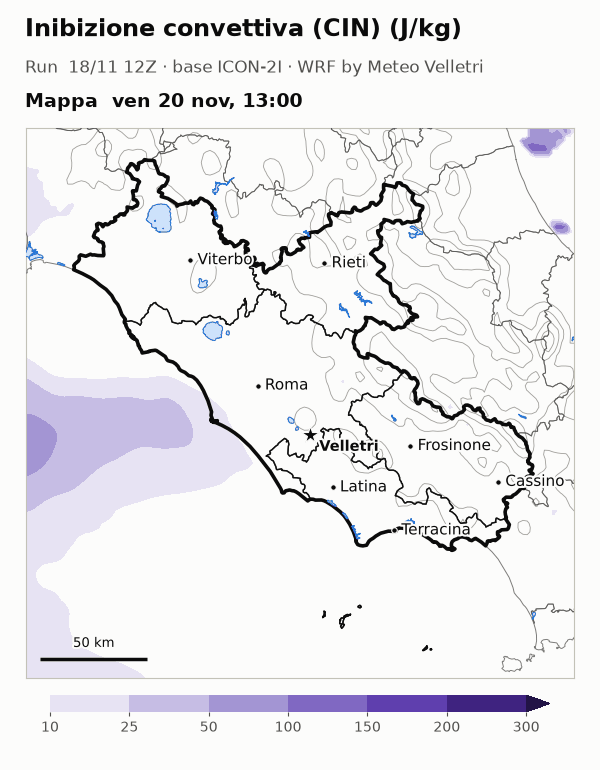 Inibizione convettiva (CIN) (J/kg)
Run 18/11 12Z · base ICON-2I · WRF by Meteo Velletri
Mappa ven 20 nov, 13:00
Viterbo
Rieti
Roma
Velletri
Frosinone
Cassino
Latina
Terracina
50 km
10 25 50 100 150 200 300